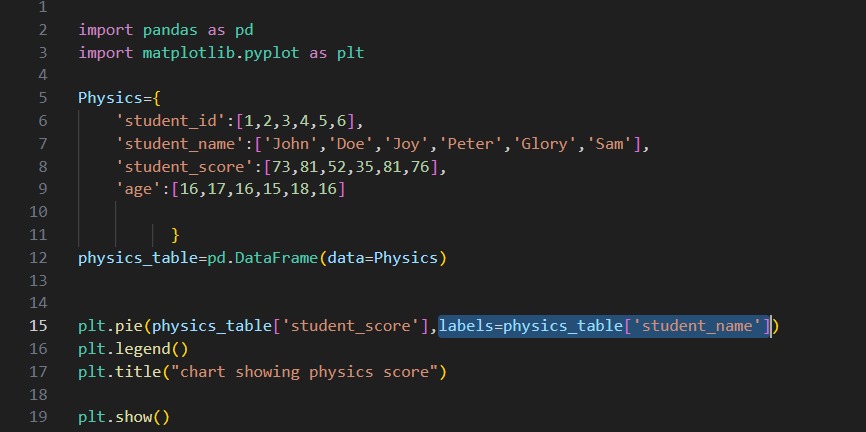 1
2 import pandas as pd
3 import matplotlib.pyplot as plt
4
5 Physics={
6     'student_id':[1,2,3,4,5,6],
7     'student_name':['John','Doe','Joy','Peter','Glory','Sam'],
8     'student_score':[73,81,52,35,81,76],
9     'age':[16,17,16,15,18,16]
10
11           }
12 physics_table=pd.DataFrame(data=Physics)
13
14
15 plt.pie(physics_table['student_score'],labels=physics_table['student_name'])
16 plt.legend()
17 plt.title("chart showing physics score")
18
19 plt.show()